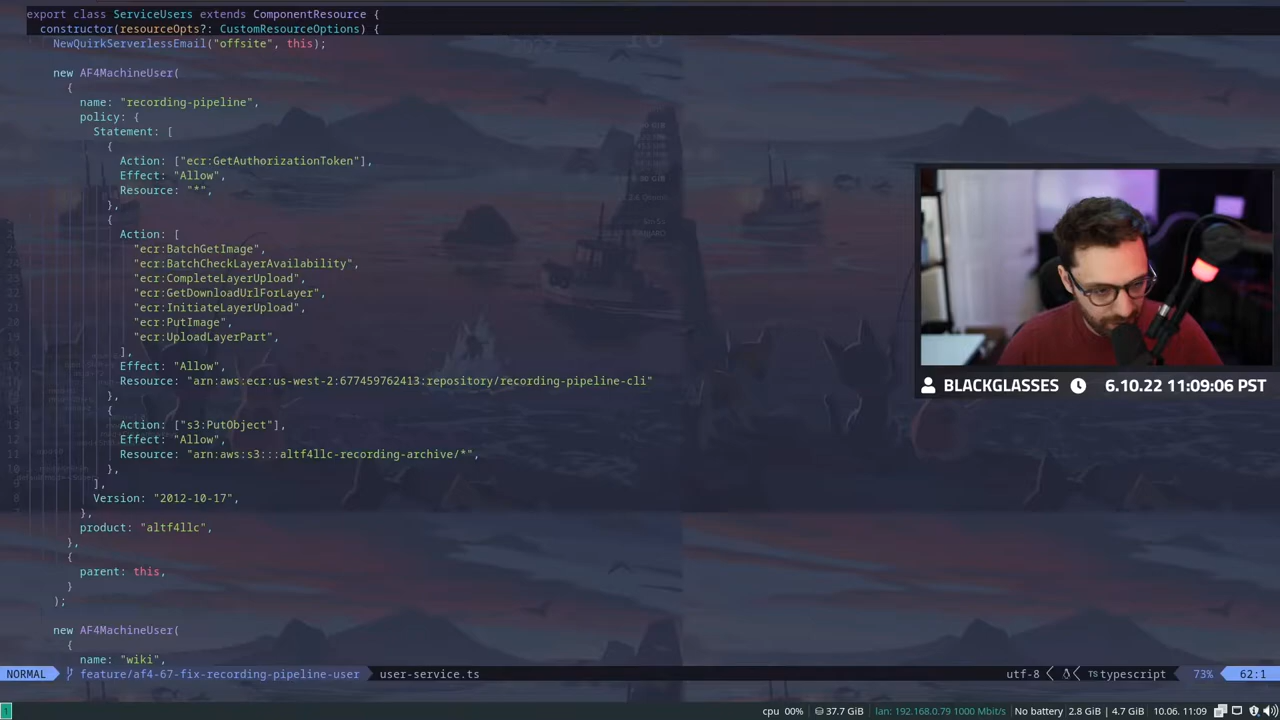 export class ServiceUsers extends ComponentResource {
constructor(resourceOpts?: CustomResourceOptions) {
NewQuirkServerlessEmail("offsite", this);
new AF4MachineUser(
{
name: "recording-pipeline",
policy: {
Statement: [
{
Action: ["ecr:GetAuthorizationToken"],
Effect: "Allow",
Resource: "*",
},
{
Action: [
"ecr:BatchGetImage",
"ecr:BatchCheckLayerAvailability",
"ecr:CompleteLayerUpload",
"ecr:GetDownloadUrlForLayer",
"ecr:InitiateLayerUpload",
"ecr:PutImage",
"ecr:UploadLayerPart",
],
Effect: "Allow",
Resource: "arn:aws:ecr:us-west-2:677459762413:repository/recording-pipeline-cli"
},
{
Action: ["s3:PutObject"],
Effect: "Allow",
Resource: "arn:aws:s3:::altf4llc-recording-archive/*",
},
],
Version: "2012-10-17",
},
product: "altf4llc",
},
{
parent: this,
}
);
new AF4MachineUser(
{
name: "wiki",
NORMAL feature/af4-67-fix-recording-pipeline-user user-service.ts utf-8 TS typescript 73% 62:1
BLACKGLASSES 6.10.22 11:09:06 PST
1 cpu 00% 37.7 GiB lan: 192.168.0.79 1000 Mbit/s No battery 2.8 GiB | 4.7 GiB 10.06. 11:09